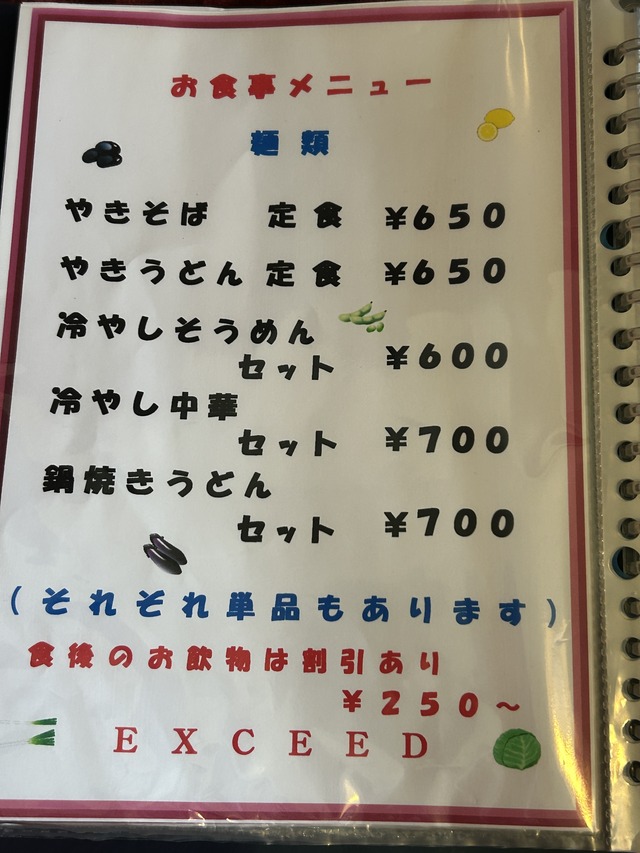 お食事メニュー
麺類
やきそば 定食 ¥650
やきうどん 定食 ¥650
冷やしそうめん
セット ¥600
冷やし中華
セット ¥700
鍋焼きうどん
セット ¥700
(それぞれ単品もあります)
食後のお飲物は割引あり
¥250～
EXCEED